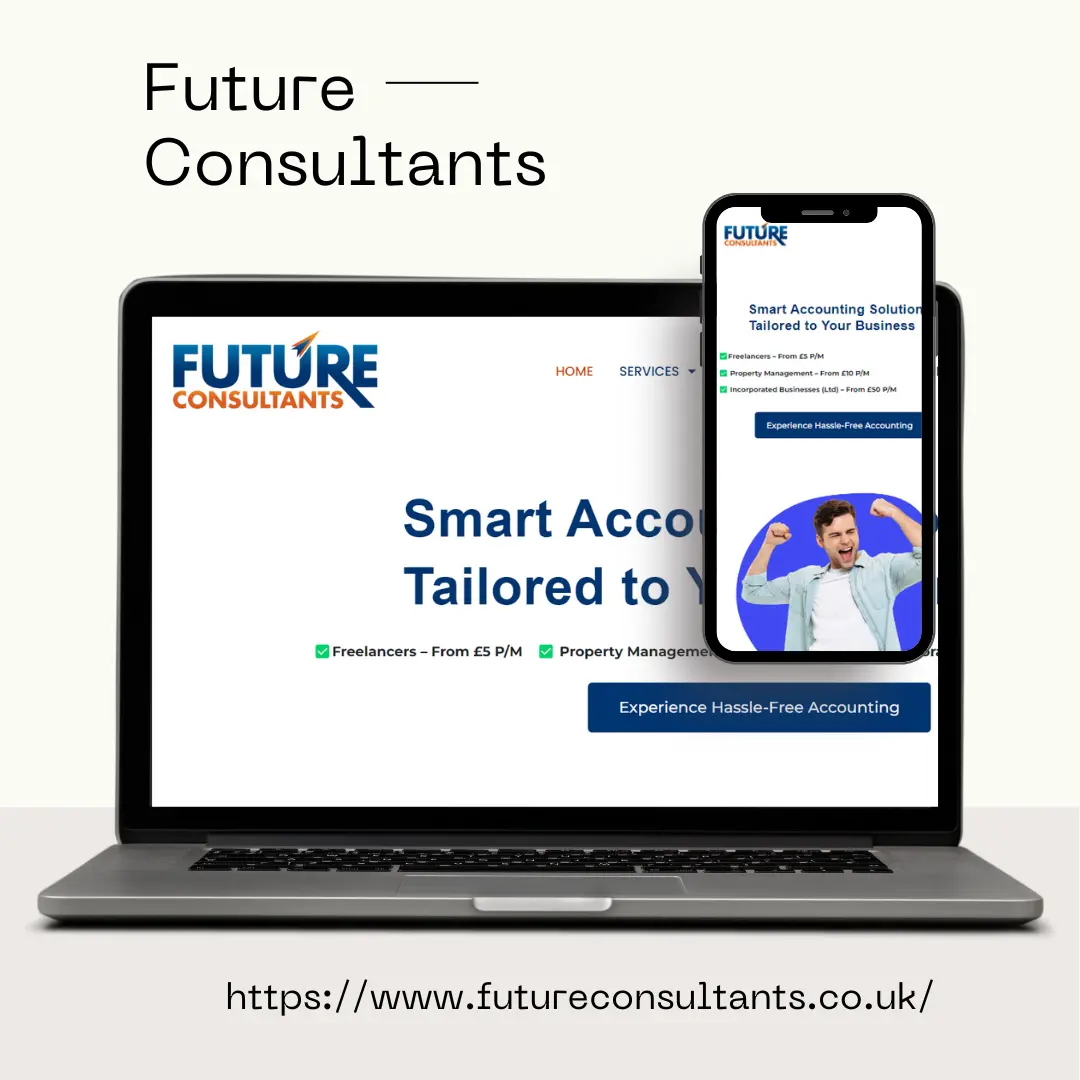 Future
Consultants
FUTURE
CONSULTANTS
HOME
SERVICES
Smart
Tailored to
Freelancers – From £5 P/M
Property
Experience Hassle-Free Accounting
FUTURE
CONSULTANTS
Smart Accounting Solution
Tailored to Your Business
Freelancers – From £5 P/M
Property Management – From £10 P/M
Incorporated Businesses (Ltd) – From £50 P/M
Experience Hassle-Free Accounting
https://www.futureconsultants.co.uk/